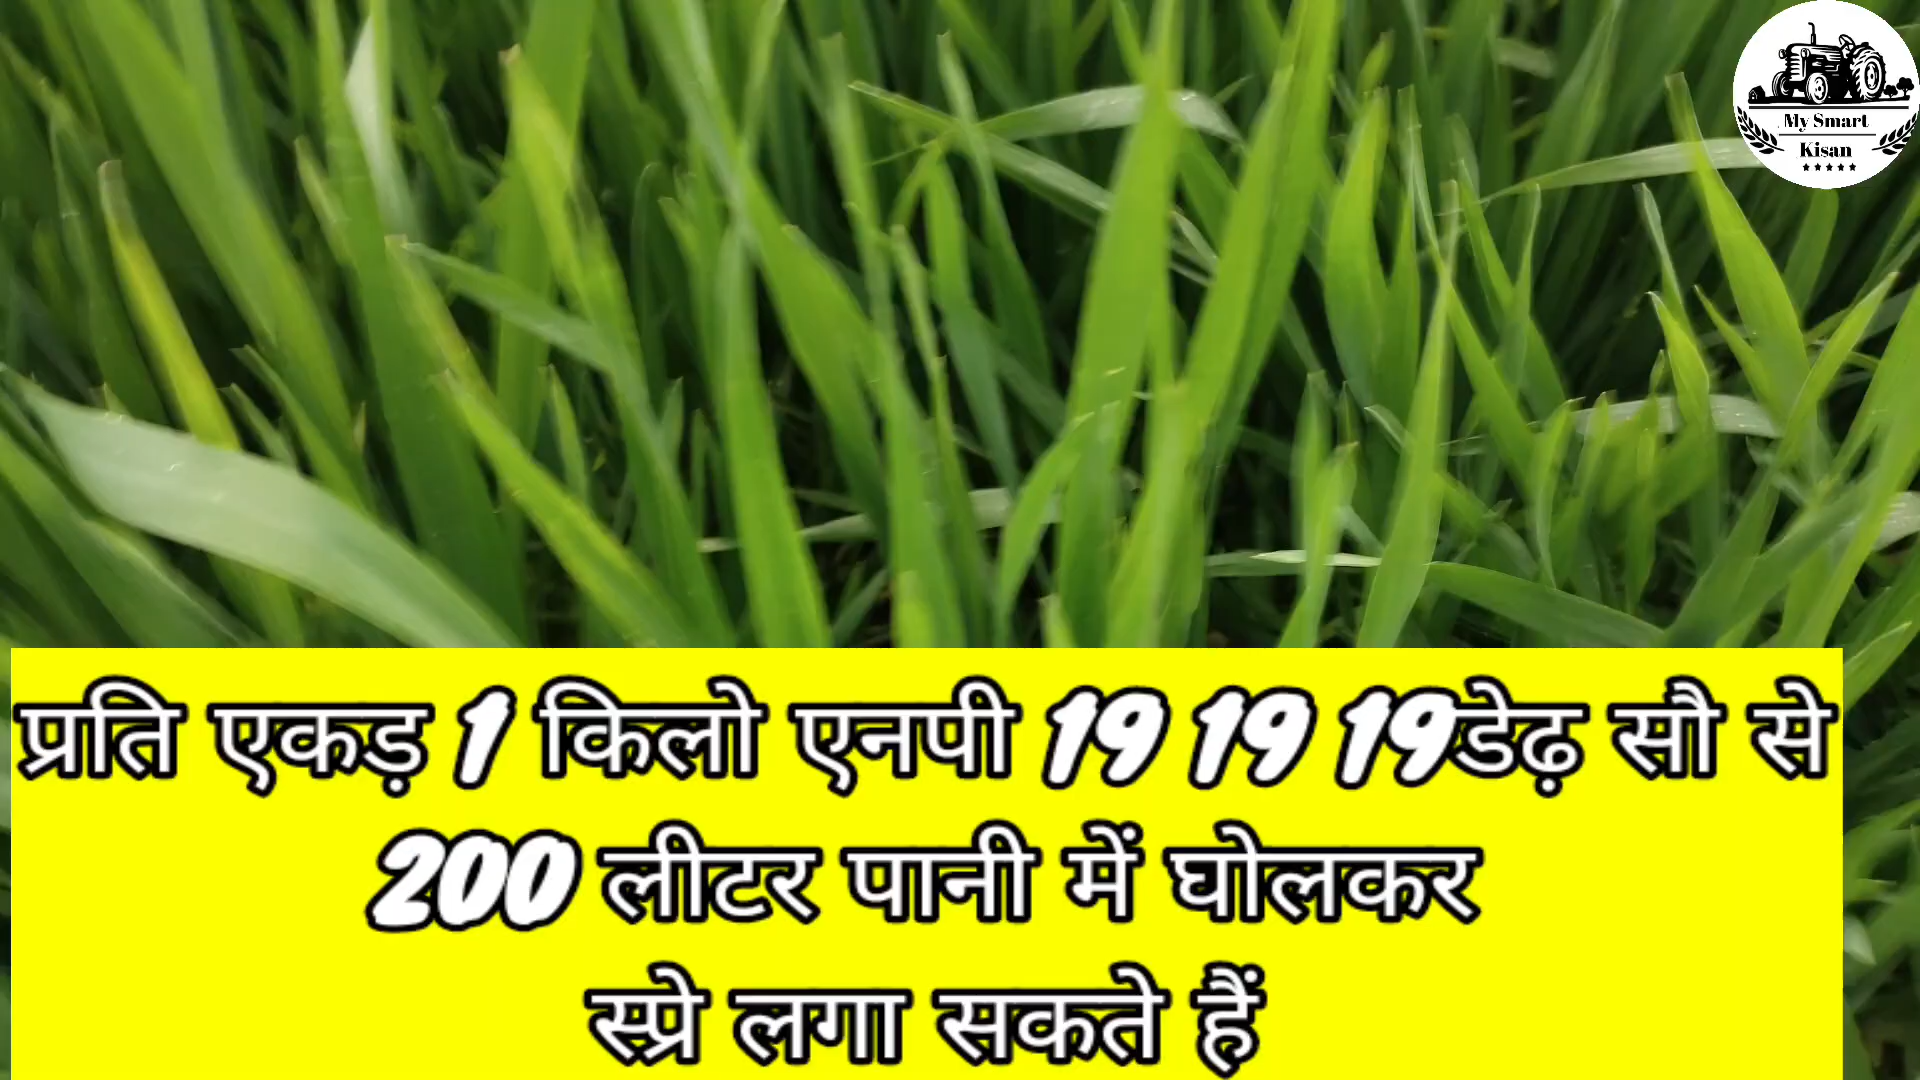 My Smart
Kisan
प्रति एकड़ 1 किलो एनपी 19 19 19डेढ़ सौ से
200 लीटर पानी में घोलकर
स्प्रे लगा सकते हैं